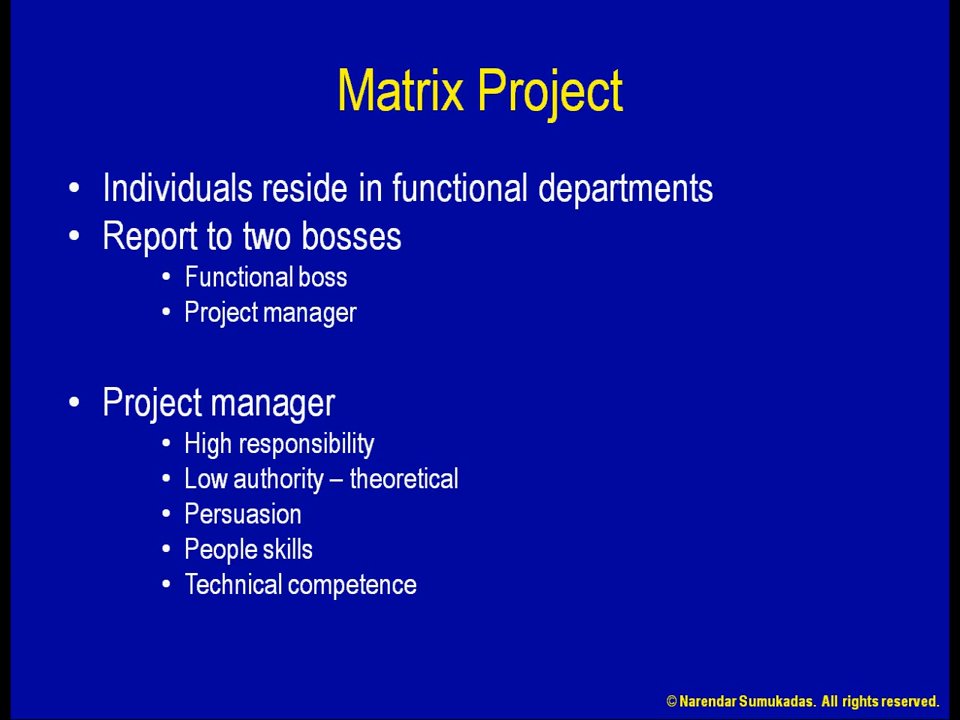 Matrix Project
• Individuals reside in functional departments
• Report to two bosses
• Functional boss
• Project manager
• Project manager
• High responsibility
• Low authority – theoretical
• Persuasion
• People skills
• Technical competence
© Narendar Sumukadas. All rights reserved.